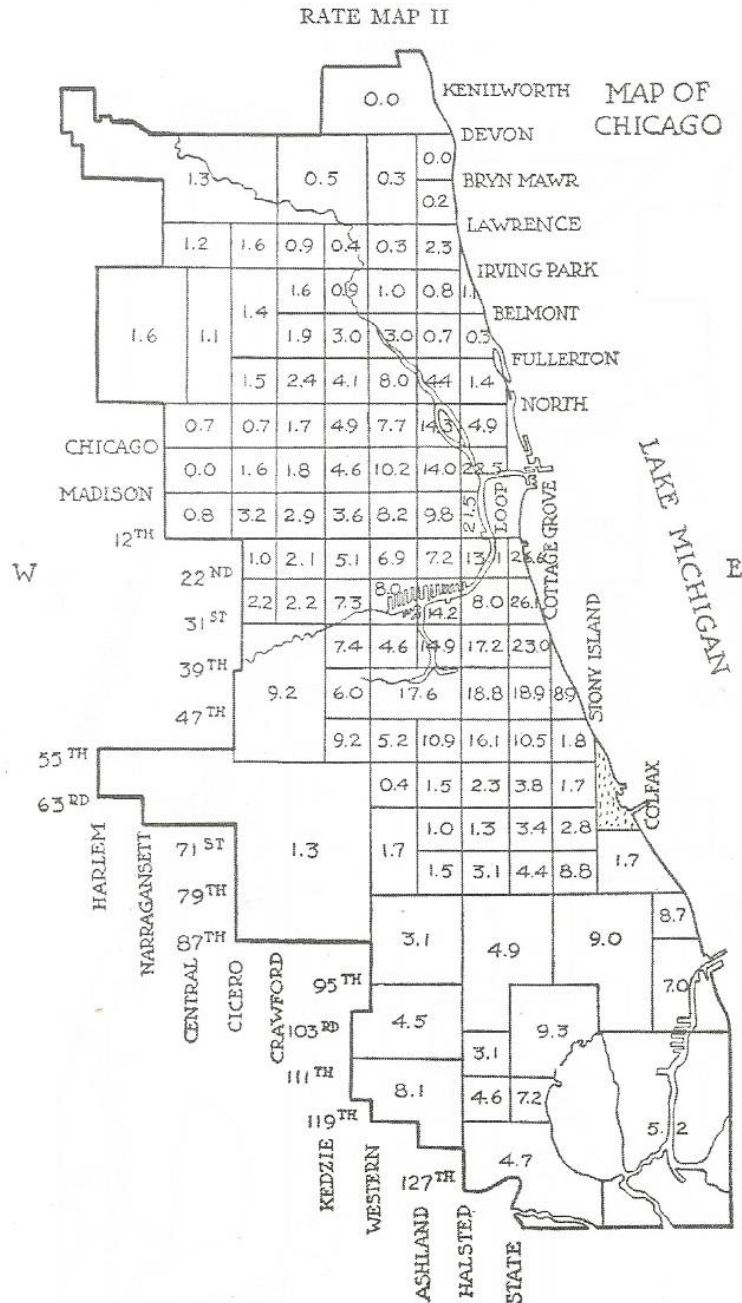 RATE MAP II
MAP OF
CHICAGO
0.0 KENILWORTH
DEVON
0.0
1.3 0.5 0.3 BRYN MAWR
0.2
LAWRENCE
1.2 1.6 0.9 0.4 0.3 2.3
IRVING PARK
1.6 0.9 1.0 0.8 1.1
1.4 BELMONT
1.6 1.1 1.9 3.0 3.0 0.7 0.3
FULLERTON
1.5 2.4 4.1 8.0 4.4 1.4
NORTH
0.7 0.7 1.7 4.9 7.7 14.3 4.9
CHICAGO
0.0 1.6 1.8 4.6 10.2 14.0 22.5
MADISON
0.8 3.2 2.9 3.6 8.2 9.8 21.5 LOOP
12TH
COTTAGE GROVE
LAKE MICHIGAN
W E
1.0 2.1 5.1 6.9 7.2 13.1 26.6
22ND
8.0
2.2 2.2 7.3 14.2 8.0 26.1
31ST
7.4 4.6 14.9 17.2 23.0
39TH
STONY ISLAND
9.2 6.0 17.6 18.8 18.9 8.9
47TH
9.2 5.2 10.9 16.1 10.5 1.8
55TH
0.4 1.5 2.3 3.8 1.7
63RD
COLFAX
1.0 1.3 3.4 2.8
71ST 1.3 1.7 1.7
1.5 3.1 4.4 8.8
79TH
8.7
87TH 3.1 4.9 9.0
95TH 7.0
4.5 9.3
103RD
3.1
111TH
8.1 4.6 7.2
119TH 5.2
4.7
127TH
HARLEM
NARRAGANSETT
CENTRAL
CICERO
CRAWFORD
KEDZIE
WESTERN
ASHLAND
HALSTED
STATE